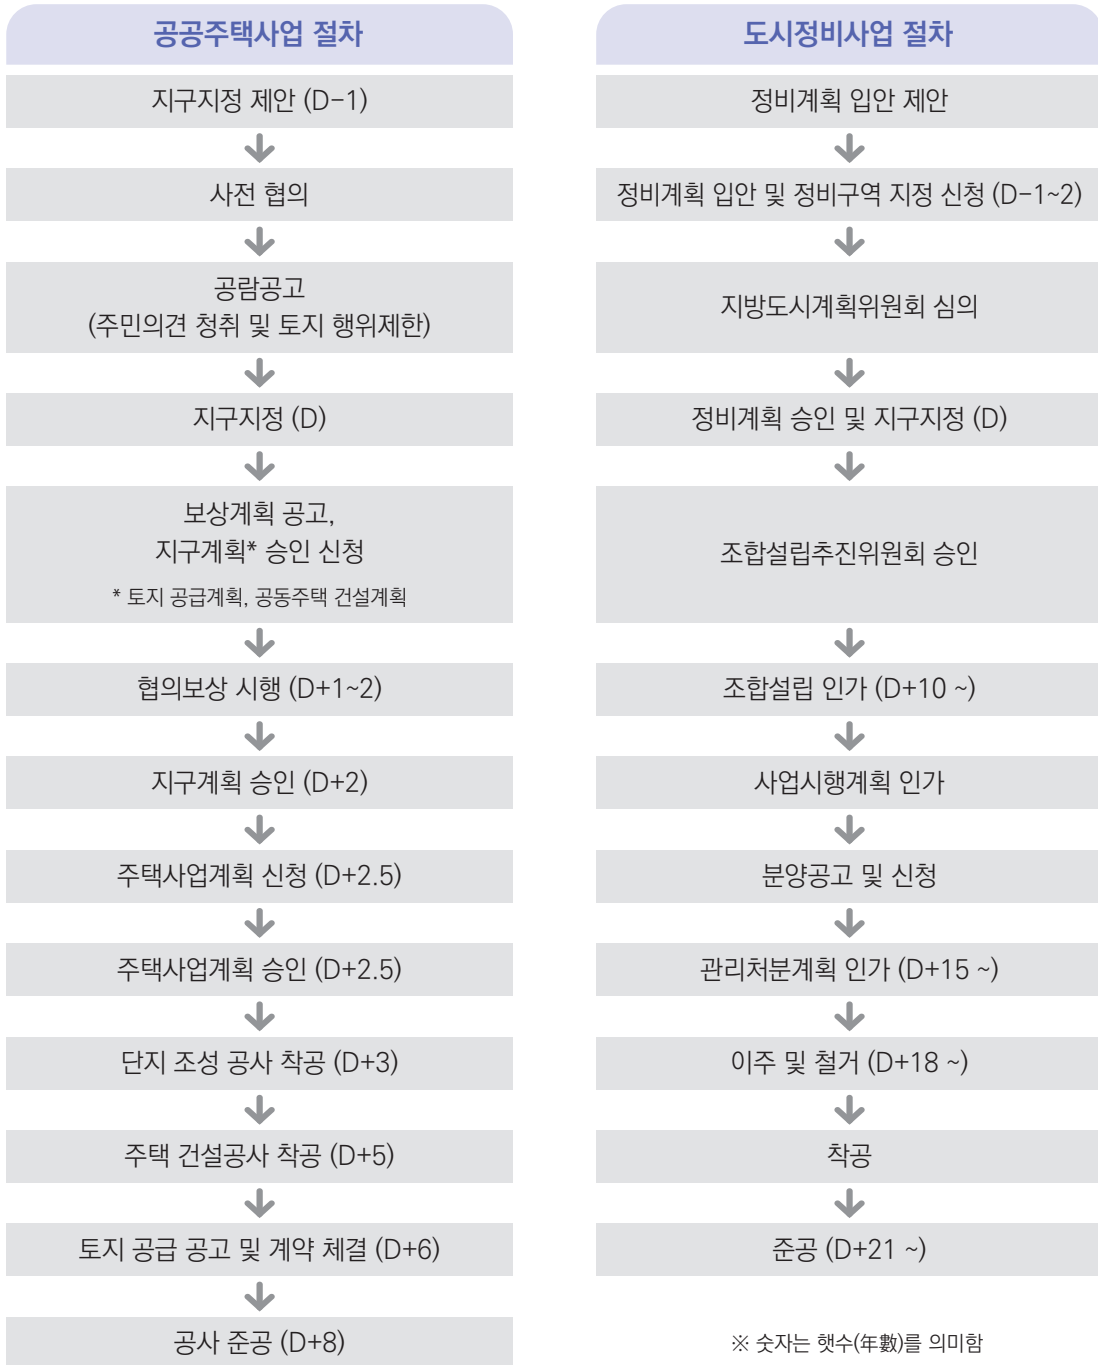 공공주택사업 절차
지구지정 제안 (D-1)
사전 협의
공람공고
(주민의견 청취 및 토지 행위제한)
지구지정 (D)
보상계획 공고,
지구계획* 승인 신청
* 토지 공급계획, 공동주택 건설계획
협의보상 시행 (D+1~2)
지구계획 승인 (D+2)
주택사업계획 신청 (D+2.5)
주택사업계획 승인 (D+2.5)
단지 조성 공사 착공 (D+3)
주택 건설공사 착공 (D+5)
토지 공급 공고 및 계약 체결 (D+6)
공사 준공 (D+8)
도시정비사업 절차
정비계획 입안 제안
정비계획 입안 및 정비구역 지정 신청 (D-1~2)
지방도시계획위원회 심의
정비계획 승인 및 지구지정 (D)
조합설립추진위원회 승인
조합설립 인가 (D+10 ~)
사업시행계획 인가
분양공고 및 신청
관리처분계획 인가 (D+15 ~)
이주 및 철거 (D+18 ~)
착공
준공 (D+21 ~)
※ 숫자는 햇수(年數)를 의미함